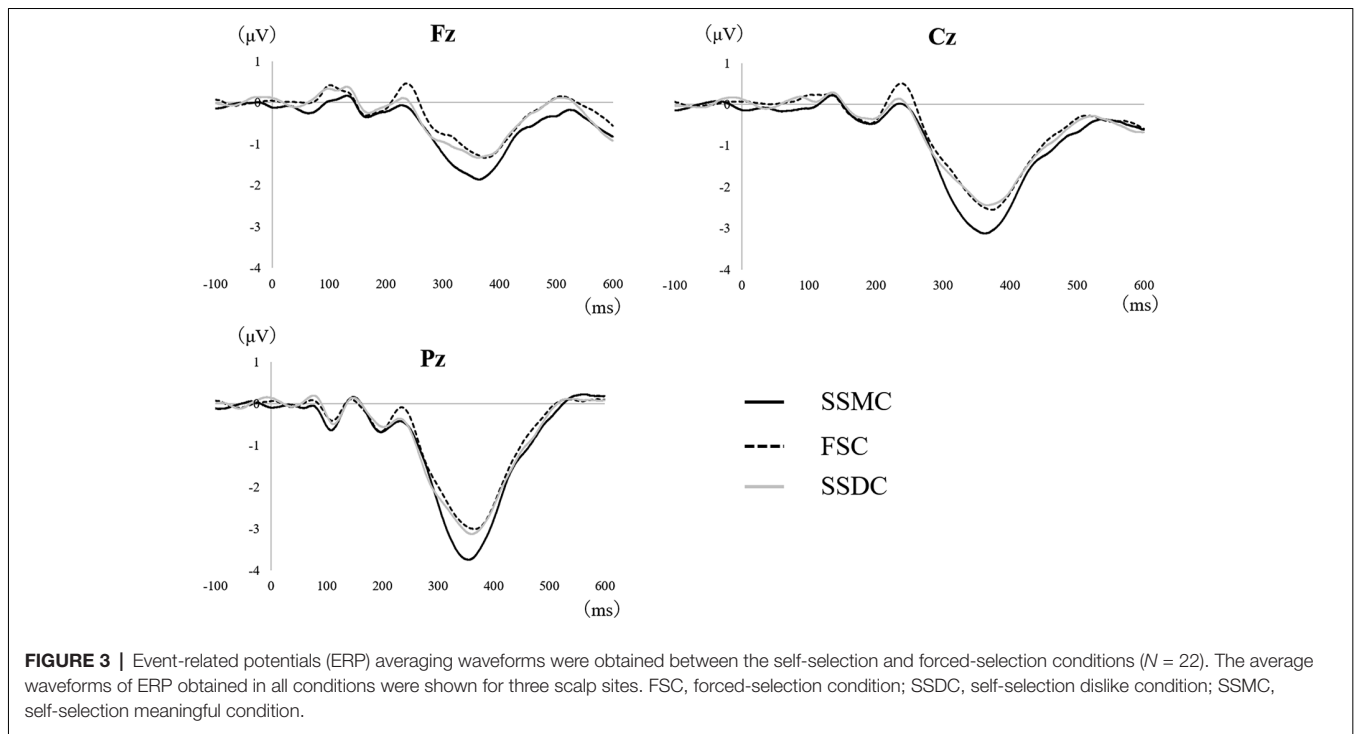 (μV) Fz
1
0
-1
-2
-3
-4
-100 0 100 200 300 400 500 600
(ms)
(μV) Cz
1
0
-1
-2
-3
-4
-100 0 100 200 300 400 500 600
(ms)
(μV) Pz
1
0
-1
-2
-3
-4
-100 0 100 200 300 400 500 600
(ms)
SSMC
FSC
SSDC
FIGURE 3 | Event-related potentials (ERP) averaging waveforms were obtained between the self-selection and forced-selection conditions (N = 22). The average
waveforms of ERP obtained in all conditions were shown for three scalp sites. FSC, forced-selection condition; SSDC, self-selection dislike condition; SSMC,
self-selection meaningful condition.